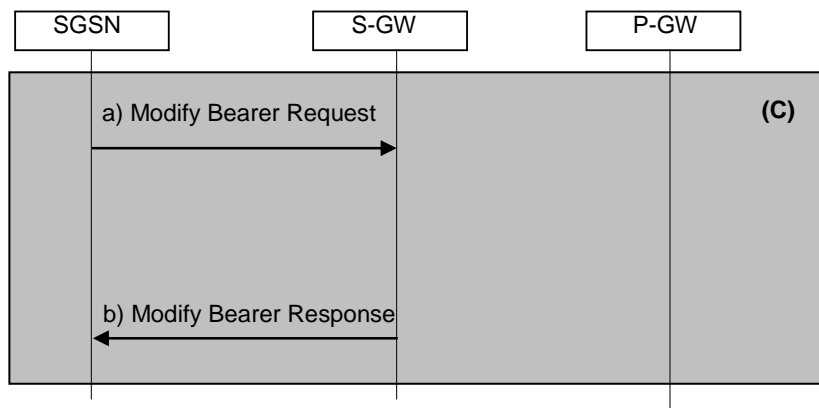 SGSN
S-GW
P-GW
a) Modify Bearer Request
(C)
b) Modify Bearer Response